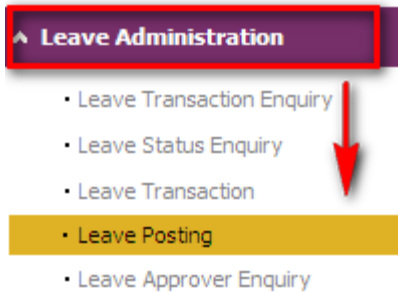 Leave Administration
Leave Transaction Enquiry
Leave Status Enquiry
Leave Transaction
Leave Posting
Leave Approver Enquiry